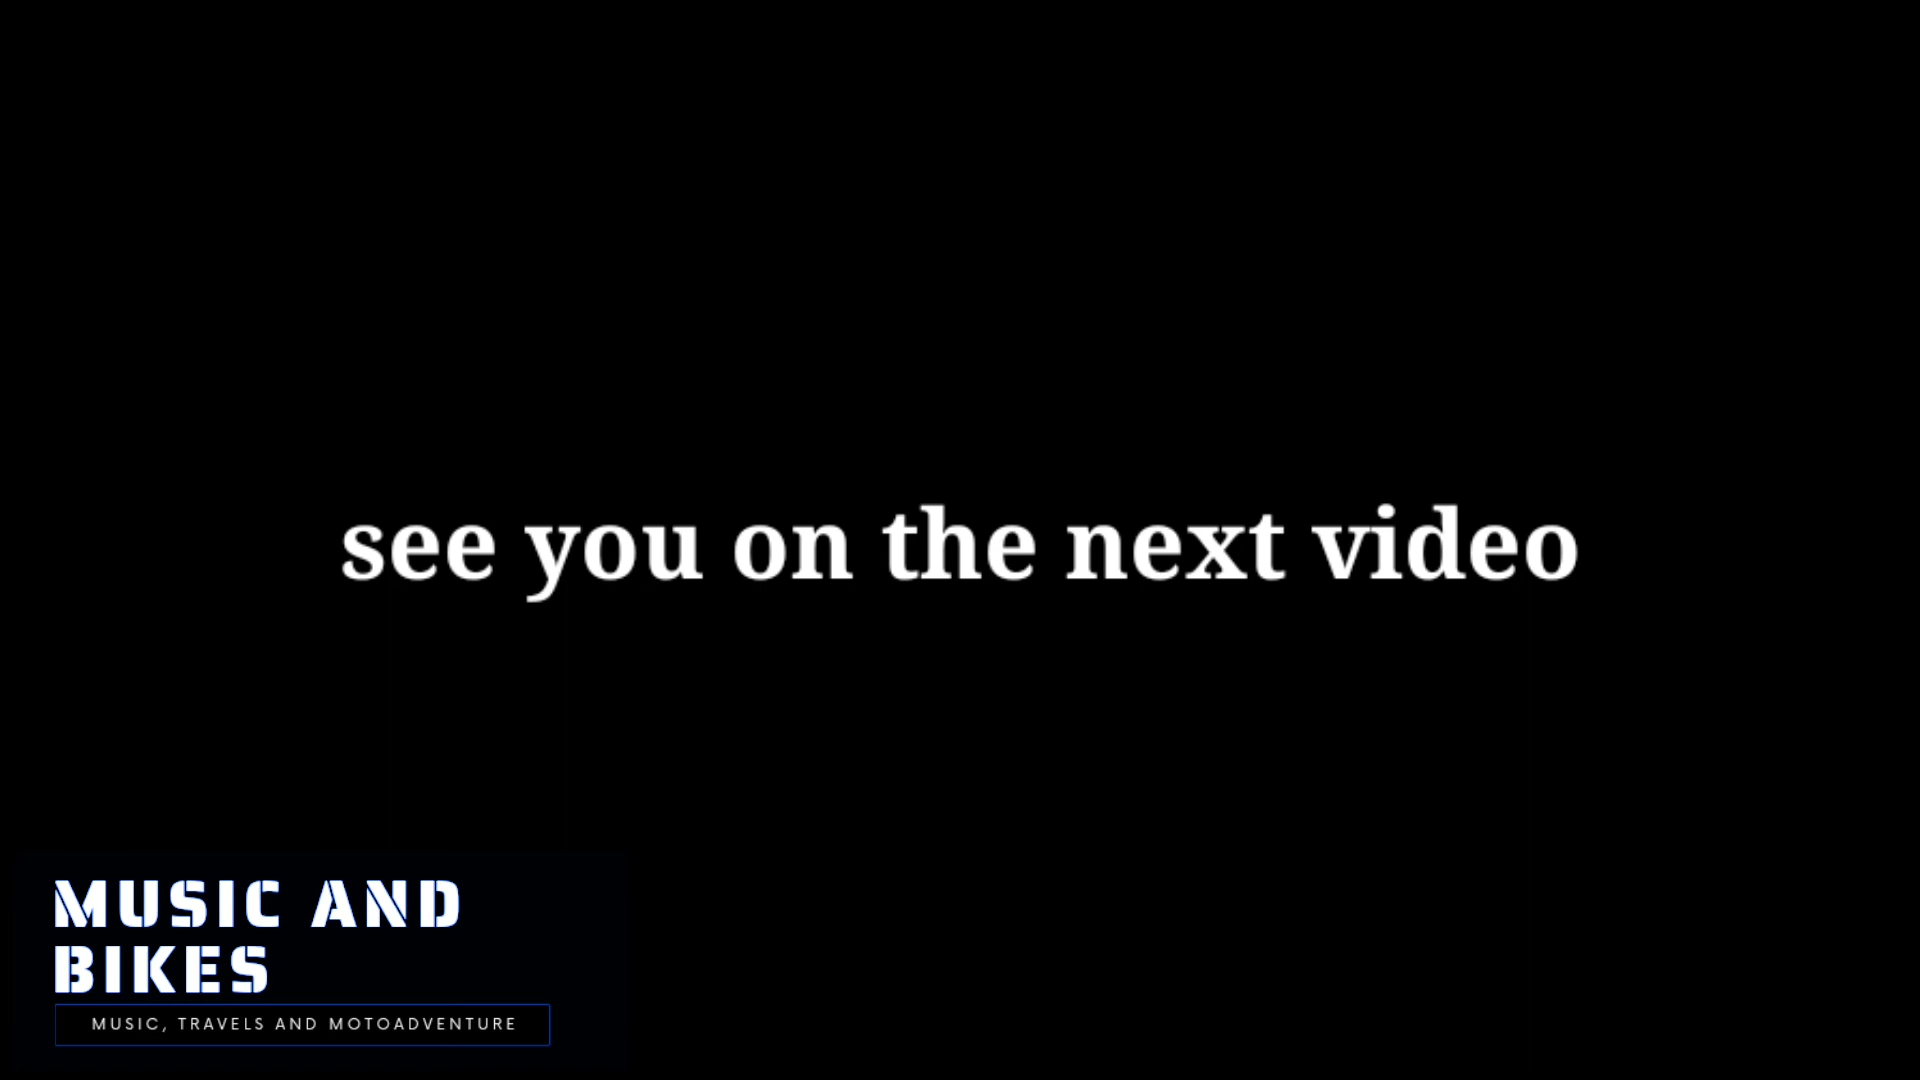 see you on the next video
MUSIC AND
BIKES
MUSIC, TRAVELS AND MOTOADVENTURE